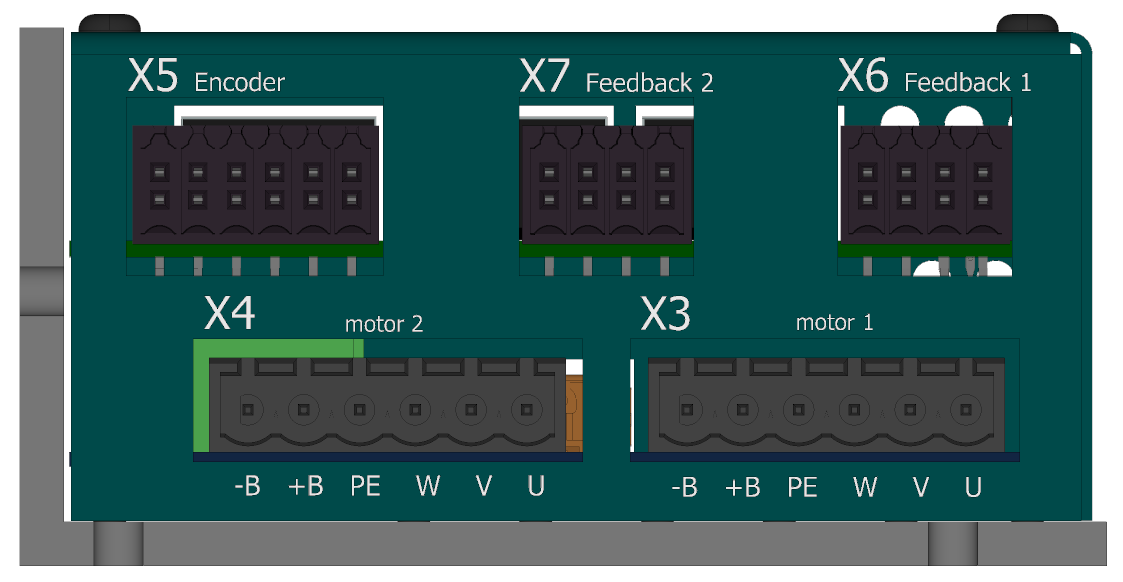 X5 Encoder
X7 Feedback 2
X6 Feedback 1
X4 motor 2
X3 motor 1
-B +B PE W V U
-B +B PE W V U